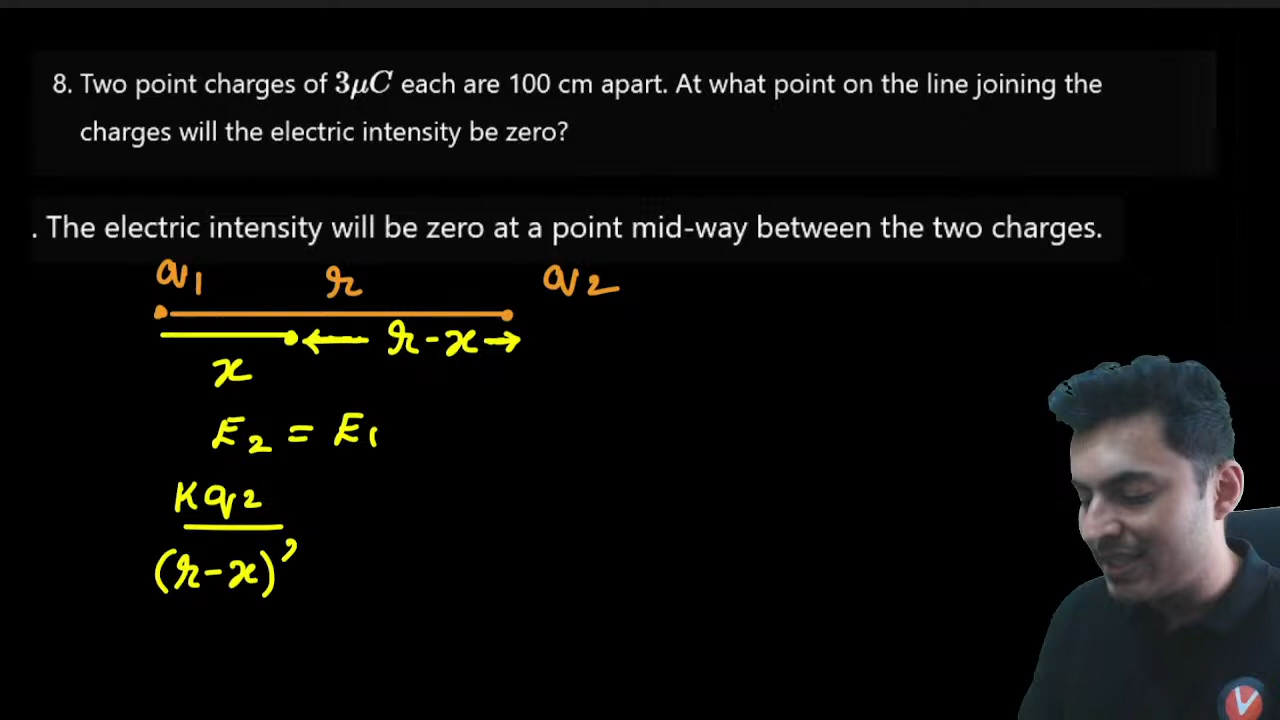 8. Two point charges of 3μC each are 100 cm apart. At what point on the line joining the
charges will the electric intensity be zero?
. The electric intensity will be zero at a point mid-way between the two charges.
q1 r q2
x r-x
E2 = E1
Kq2
(r-x)²
V